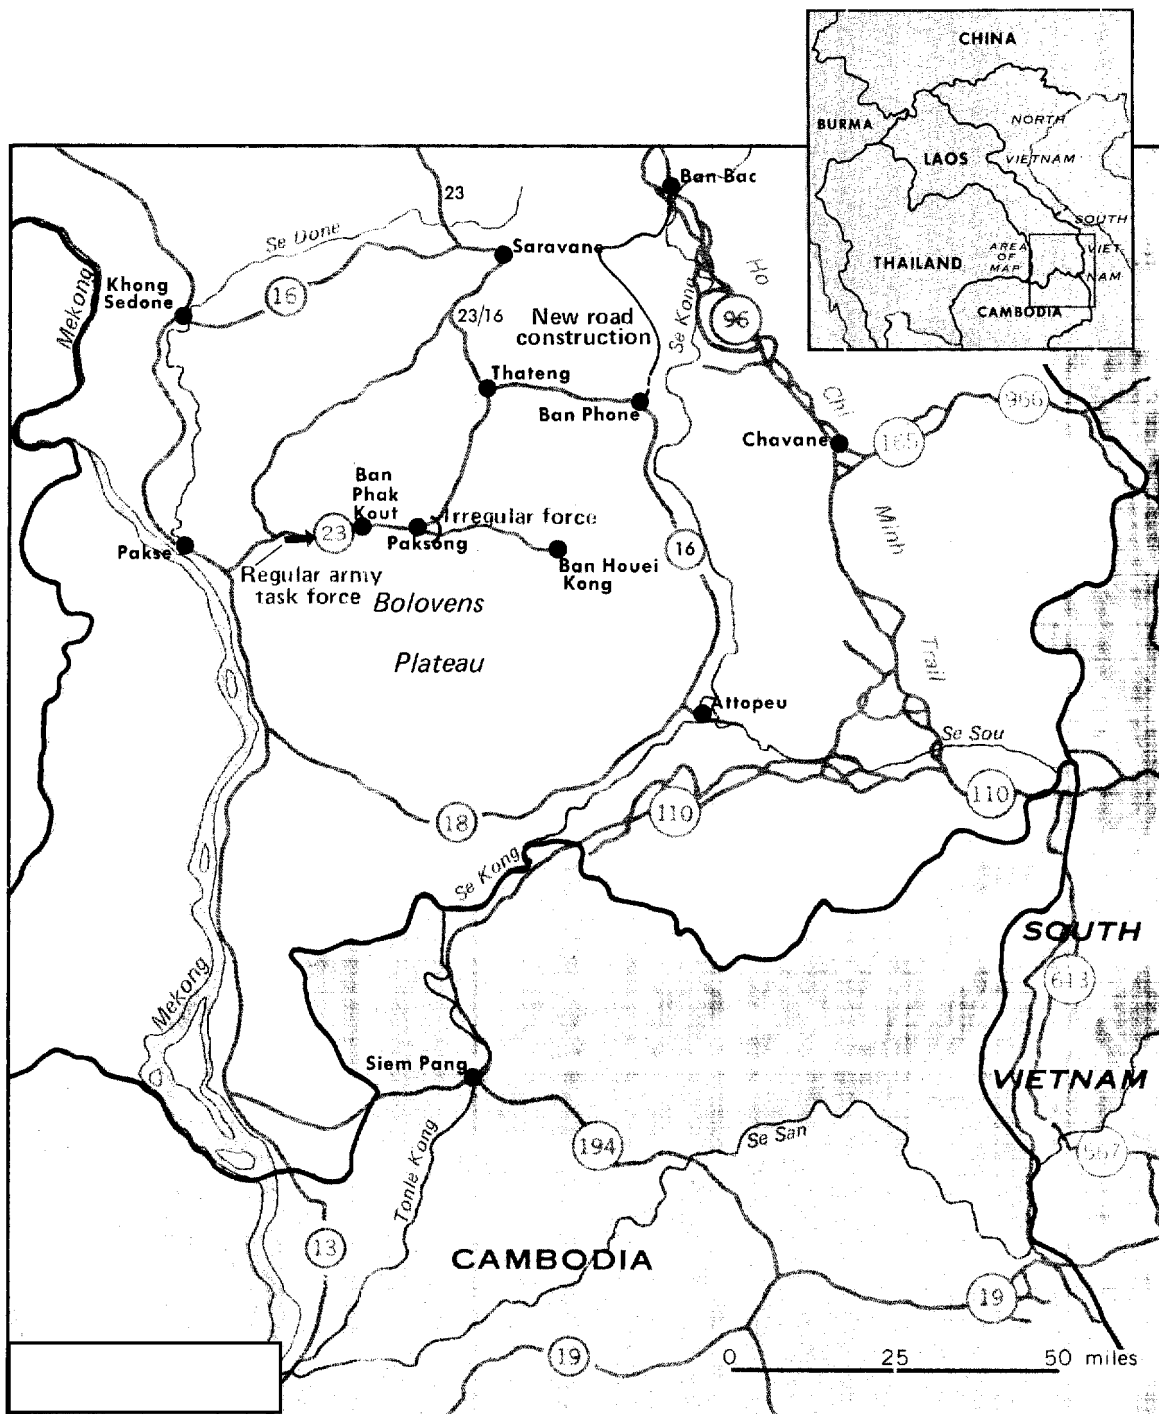 CHINA
BURMA
NORTH
VIETNAM
LAOS
SOUTH
VIET
NAM
AREA
OF
MAP
THAILAND
CAMBODIA
Ban Bac
23
Se Done
Saravane
Ho
Mekong
Khong
Sedone
16
23/16
New road
construction
Se Kong
96
Thateng
Ban Phone
Chi
966
Chavane
165
Ban
Phak
Kout
Irregular force
Minh
23
Paksong
Pakse
16
Ban Houei
Kong
Regular army
task force
Bolovens
Plateau
Trail
Attopeu
Se Sou
110
110
18
Se Kong
SOUTH
613
Mekong
Siem Pang
VIETNAM
194
Se San
567
Tonle Kong
13
CAMBODIA
19
19
0 25 50 miles